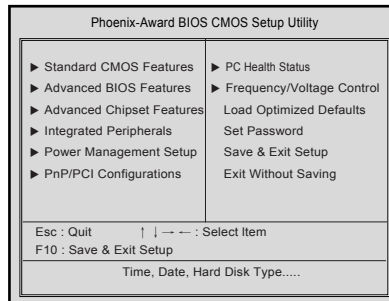 Phoenix-Award BIOS CMOS Setup Utility
▶ Standard CMOS Features
▶ Advanced BIOS Features
▶ Advanced Chipset Features
▶ Integrated Peripherals
▶ Power Management Setup
▶ PnP/PCI Configurations
▶ PC Health Status
▶ Frequency/Voltage Control
Load Optimized Defaults
Set Password
Save & Exit Setup
Exit Without Saving
Esc : Quit ↑ ↓ → ← : Select Item
F10 : Save & Exit Setup
Time, Date, Hard Disk Type.....